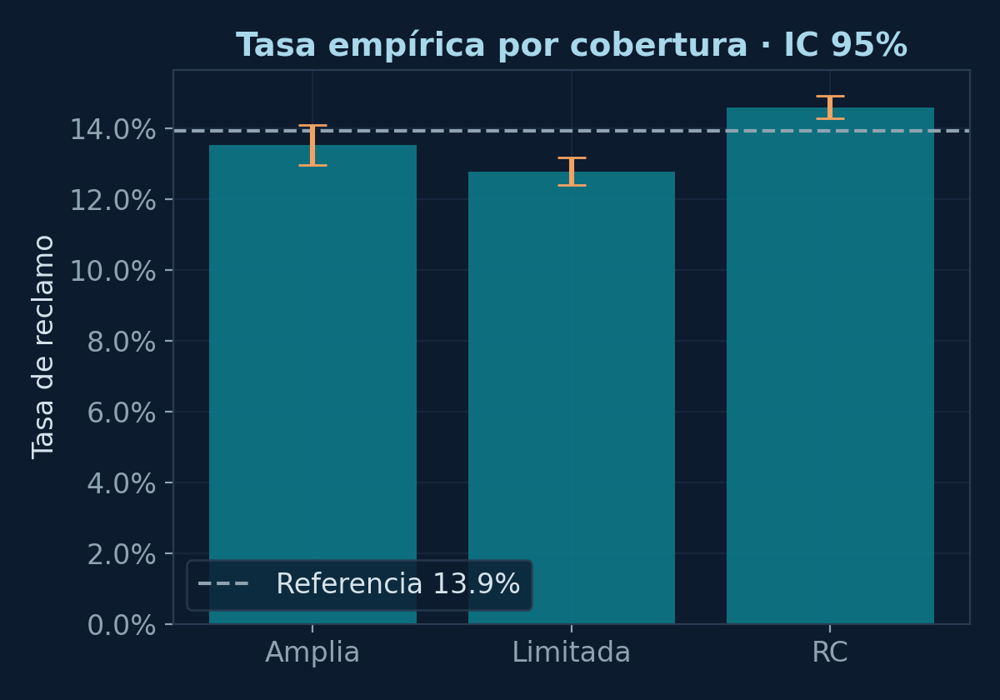 Tasa empírica por cobertura · IC 95%
Tasa de reclamo
14.0%
12.0%
10.0%
8.0%
6.0%
4.0%
2.0%
0.0%
Referencia 13.9%
Amplia
Limitada
RC